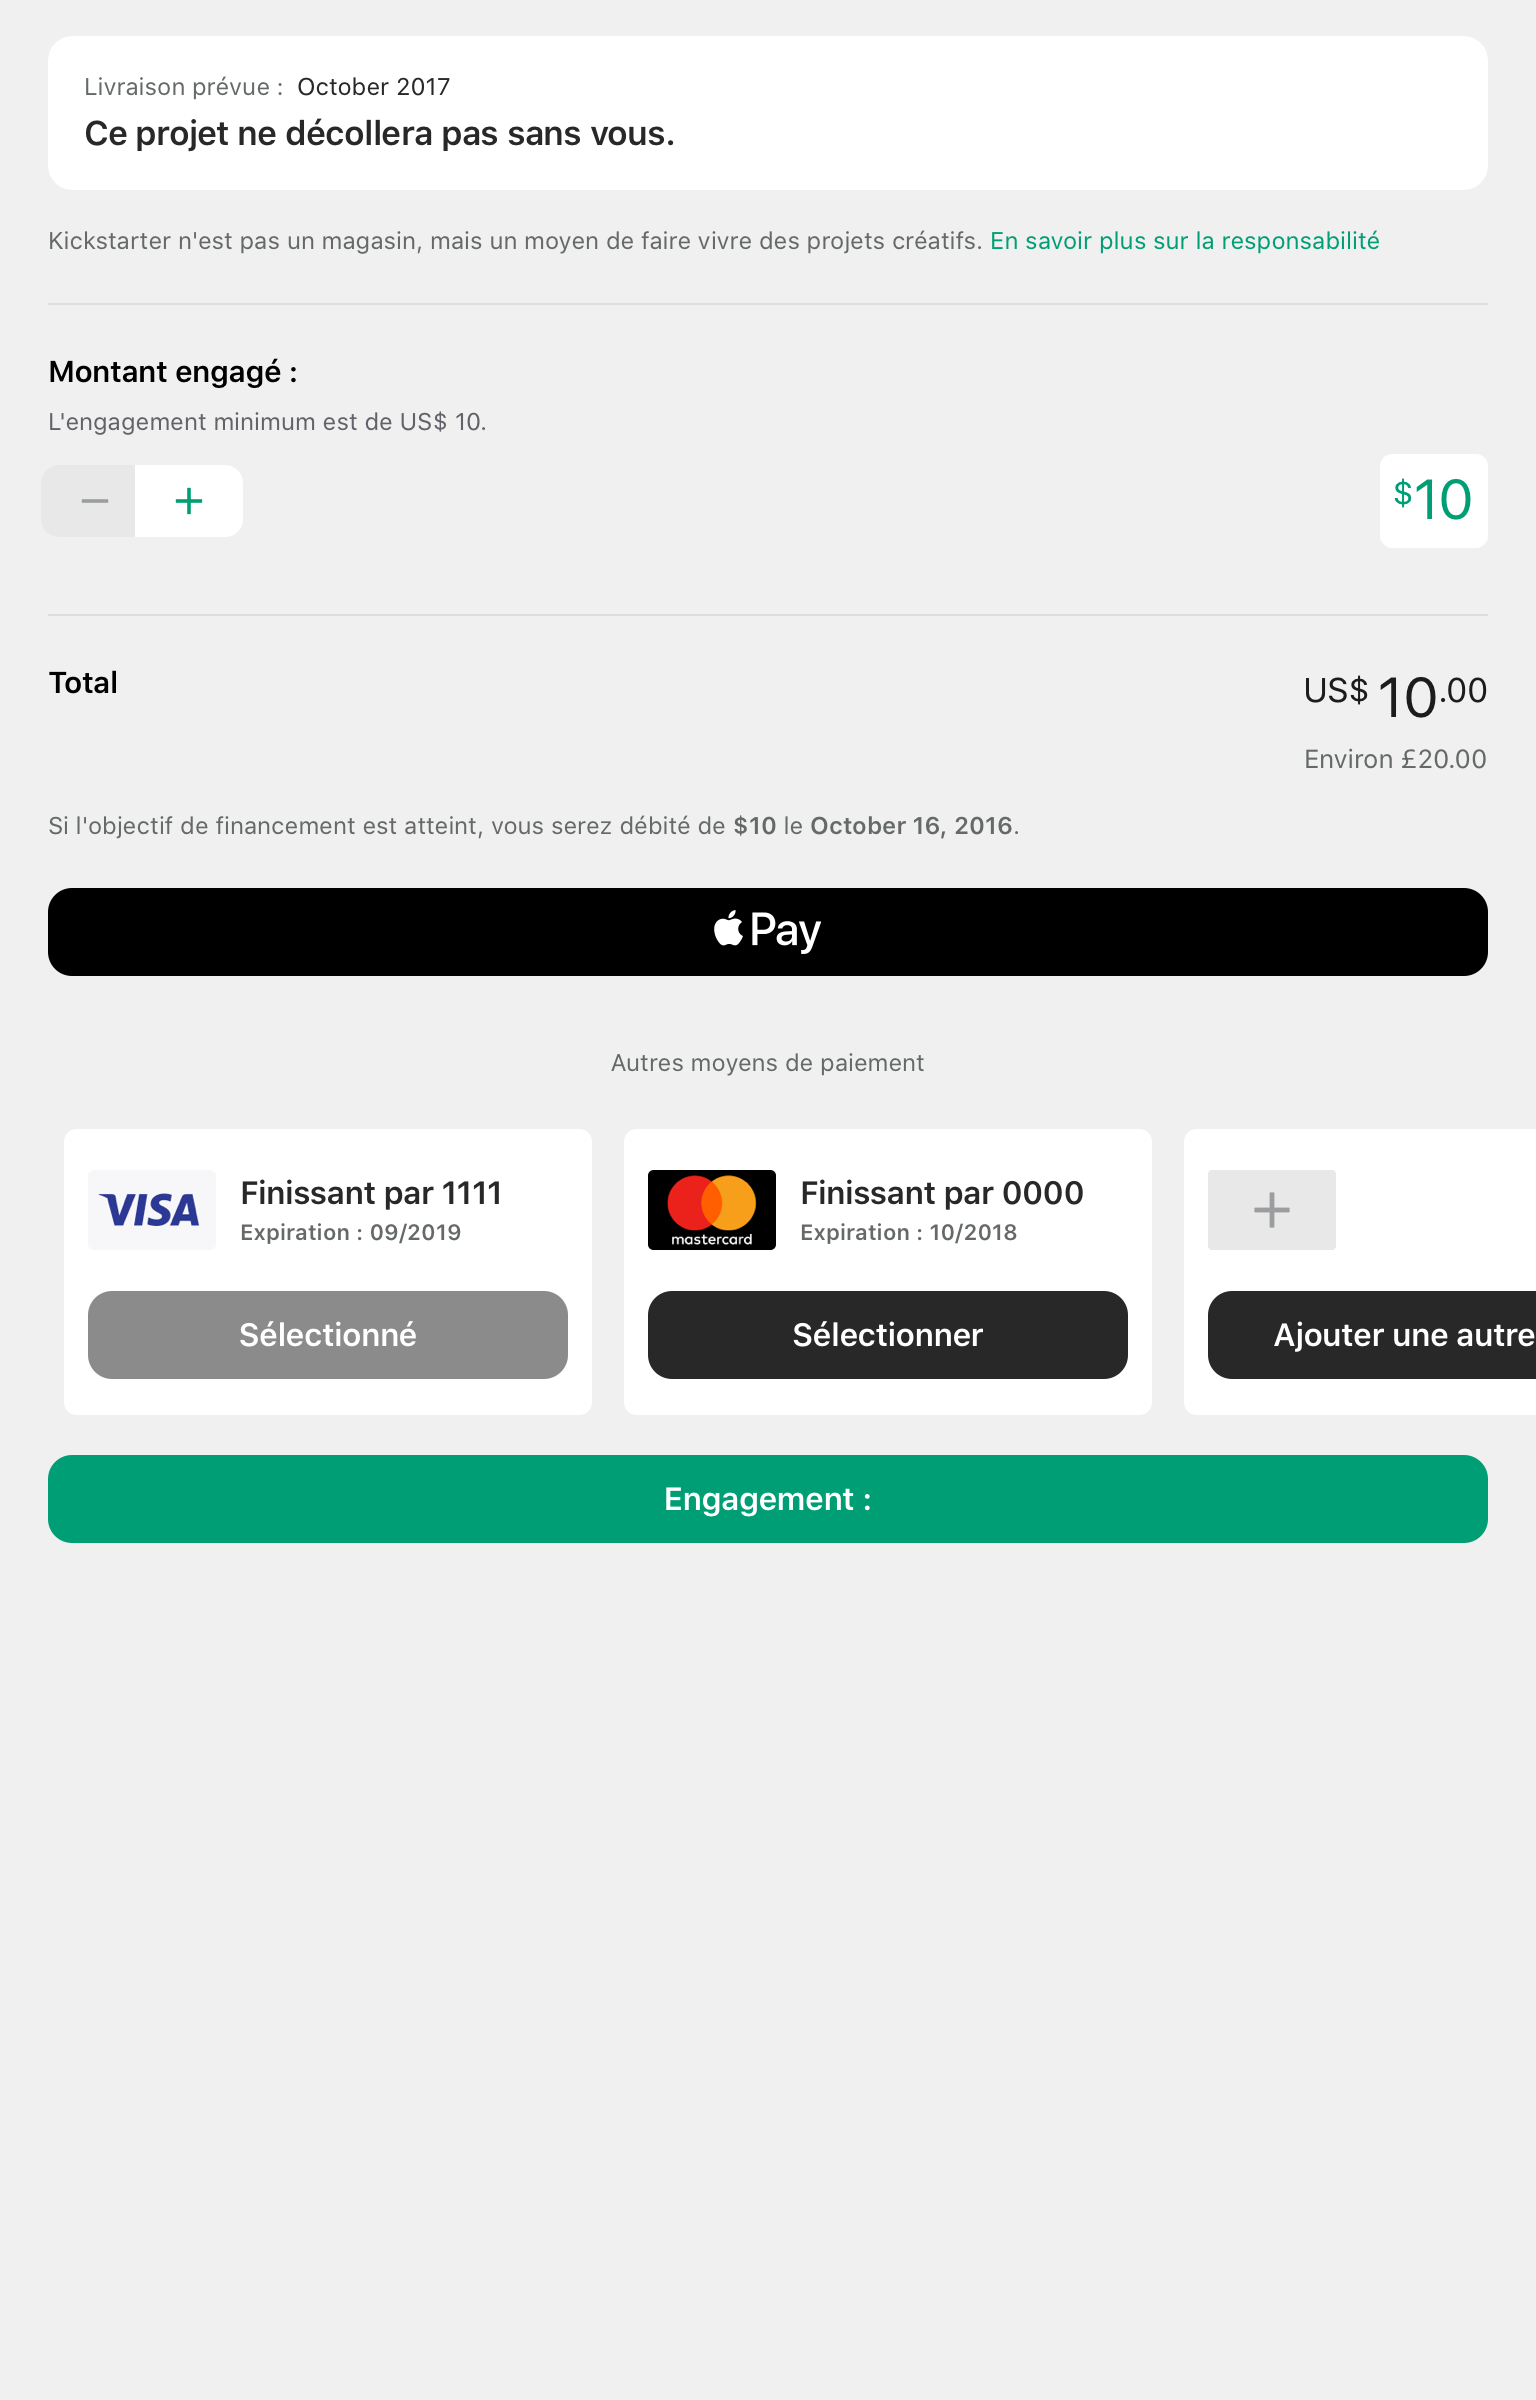 Livraison prévue : October 2017
Ce projet ne décollera pas sans vous.
Kickstarter n'est pas un magasin, mais un moyen de faire vivre des projets créatifs. En savoir plus sur la responsabilité
Montant engagé :
L'engagement minimum est de US$ 10.
− +
$10
Total
US$ 10.00
Environ £20.00
Si l'objectif de financement est atteint, vous serez débité de $10 le October 16, 2016.
Pay
Autres moyens de paiement
VISA
Finissant par 1111
Expiration : 09/2019
Sélectionné
mastercard
Finissant par 0000
Expiration : 10/2018
Sélectionner
+
Ajouter une autre
Engagement :